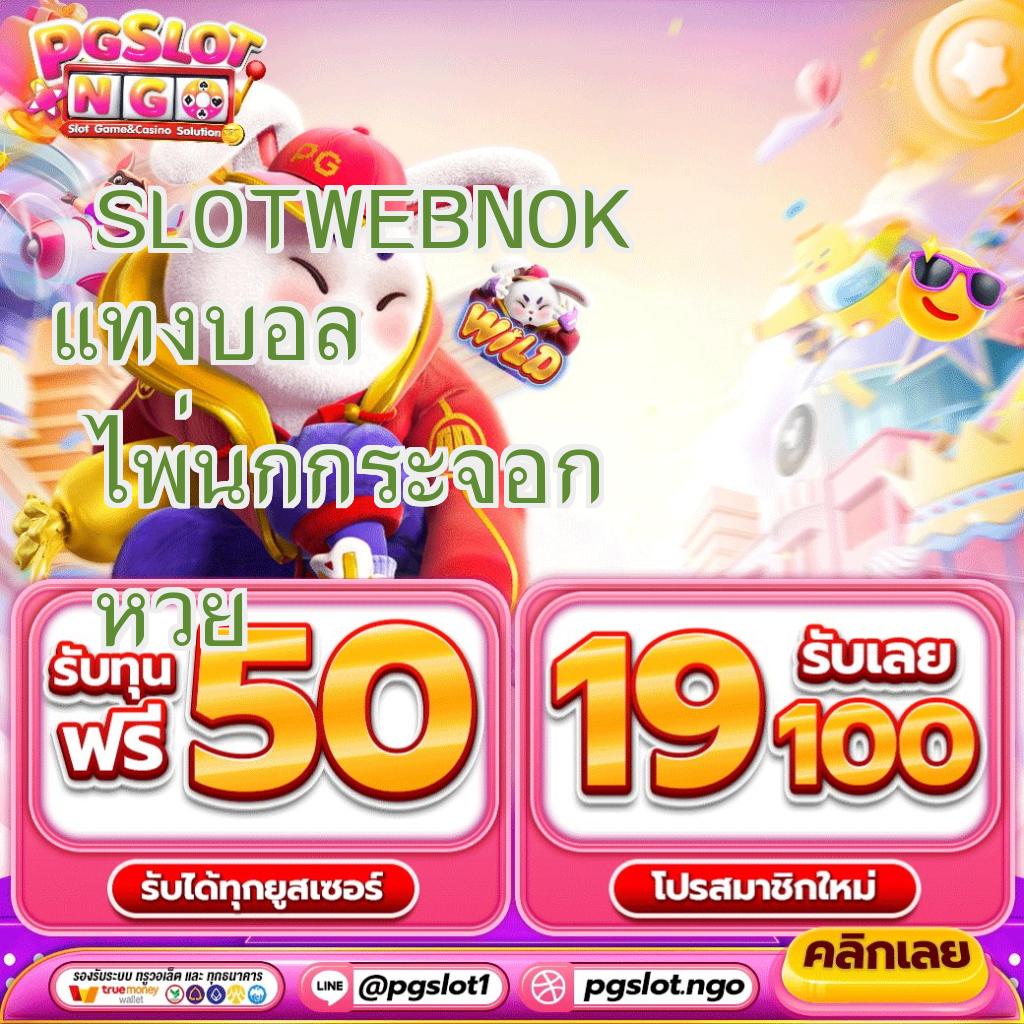 PGSLOT
NGO
Slot Game&Casino Solution
PG
SLOTWEBNOK
แทงบอล
WILD
ไพ่นกกระจอก
หวย
รับทุน
ฟรี
50
19
รับเลย
100
รับได้ทุกยูสเซอร์
โปรสมาชิกใหม่
คลิกเลย
รองรับระบบ ทรูวอเล็ต และ ทุกธนาคาร
truemoney
wallet
LINE
@pgslot1
pgslot.ngo